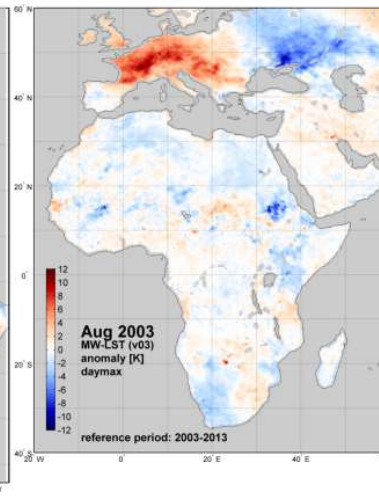 60° N
40° N
20° N
0°
20° S
40° S
20° W
0°
20° E
40° E
12
10
8
6
4
2
0
-2
-4
-6
-8
-10
-12
Aug 2003
MW-LST (v03)
anomaly [K]
daymax
reference period: 2003-2013